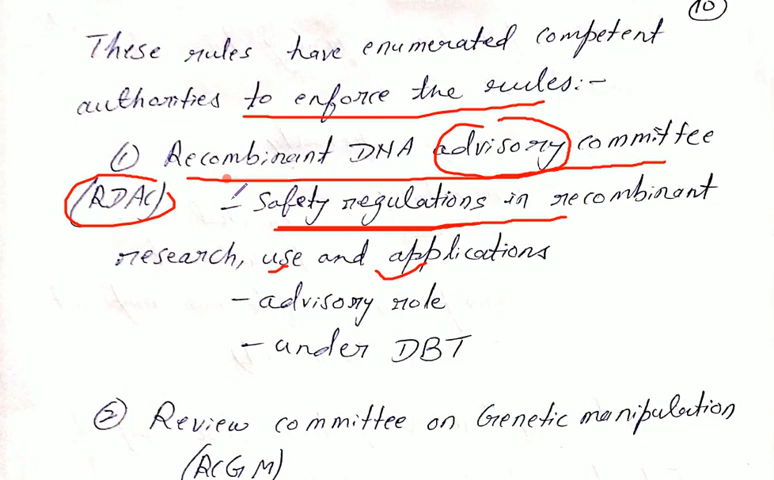 10
These rules have enumerated competent
authorities to enforce the rules:-
① Recombinant DNA advisory committee
(RDAC) - Safety regulations in recombinant
research, use and applications
- advisory role
- under DBT
② Review committee on Genetic manipulation
(RCGM)